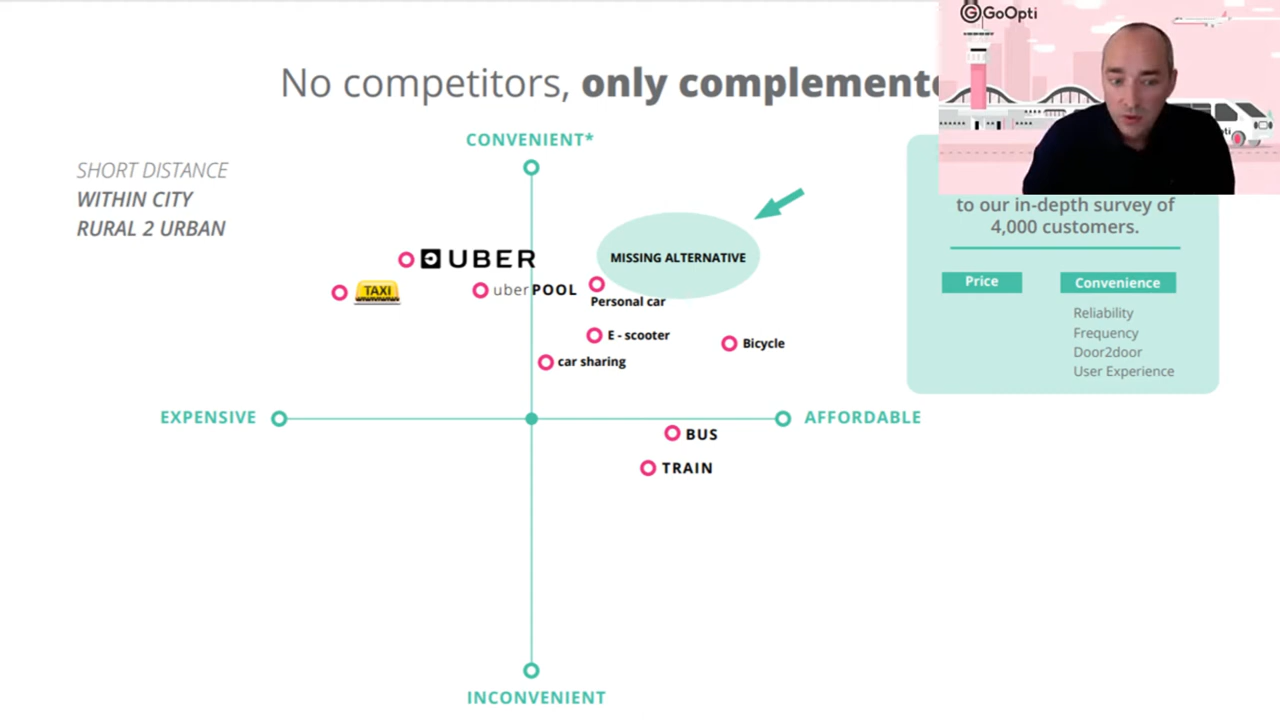 GoOpti
No competitors, only complement
CONVENIENT*
SHORT DISTANCE
WITHIN CITY
RURAL 2 URBAN
to our in-depth survey of
4,000 customers.
UBER
MISSING ALTERNATIVE
TAXI
uberPOOL
Personal car
Price
Convenience
Reliability
Frequency
Door2door
User Experience
E - scooter
Bicycle
car sharing
EXPENSIVE
AFFORDABLE
BUS
TRAIN
INCONVENIENT